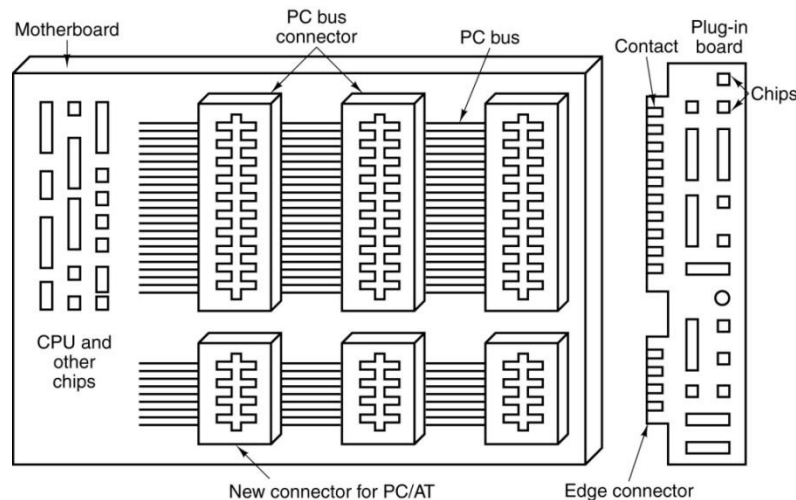 Motherboard
PC bus
connector
PC bus
Contact
Plug-in
board
Chips
CPU and
other
chips
New connector for PC/AT
Edge connector